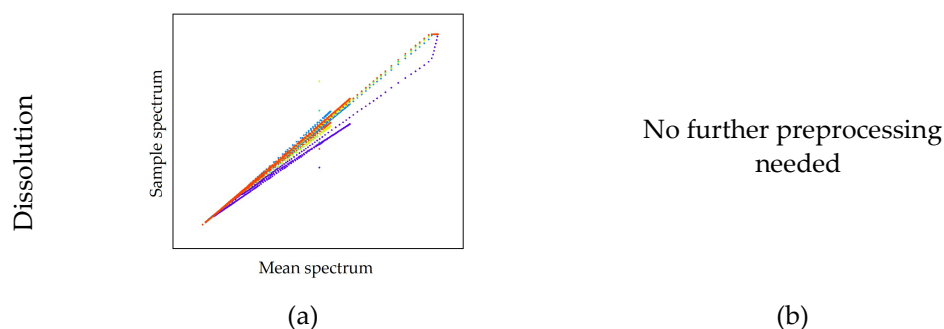 Dissolution
Sample spectrum
Mean spectrum
(a)
No further preprocessing
needed
(b)